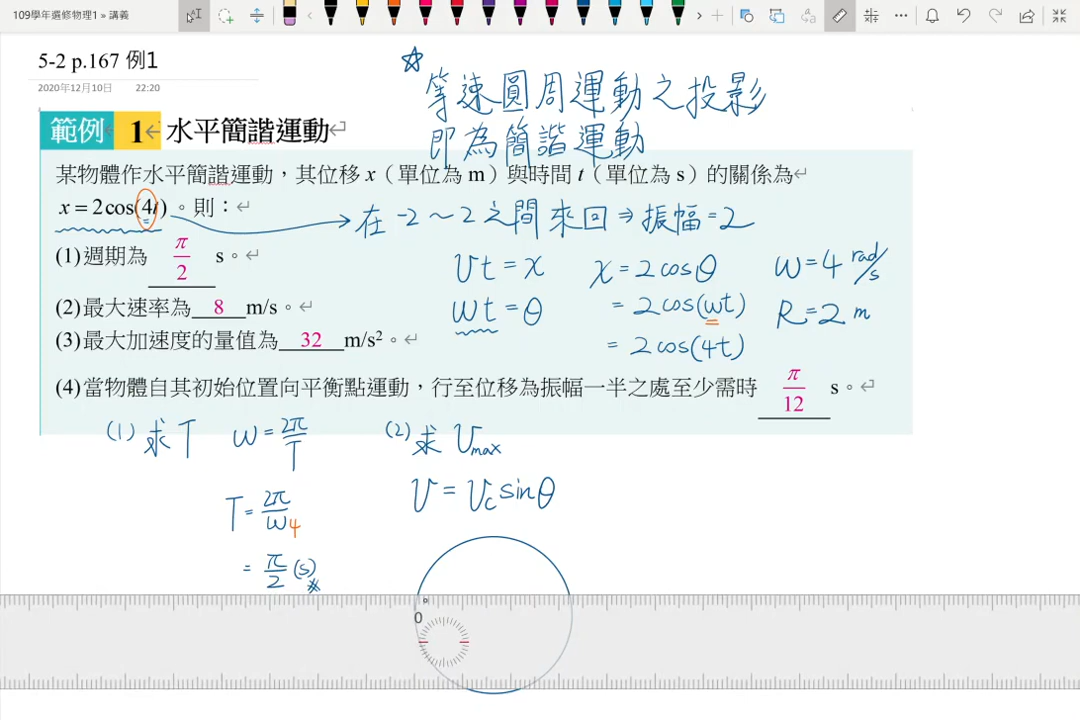 109學年選修物理1 » 講義
5-2 p.167 例1
2020年12月10日 22:20
☆ 等速圓周運動之投影
即為簡諧運動
範例 1 水平簡諧運動
某物體作水平簡諧運動，其位移 x（單位為 m）與時間 t（單位為 s）的關係為
x = 2cos(4t)。則：
在 -2 ~ 2 之間來回 ⇒ 振幅 = 2
(1)週期為 π/2 s。
(2)最大速率為 8 m/s。
(3)最大加速度的量值為 32 m/s²。
vt = x
ωt = θ
x = 2cosθ
= 2cos(ωt)
= 2cos(4t)
ω = 4 rad/s
R = 2 m
(4)當物體自其初始位置向平衡點運動，行至位移為振幅一半之處至少需時 π/12 s。
(1) 求 T ω = 2π/T
T = 2π/ω 4
= π/2 (s)
(2) 求 Vmax
V = Vc sinθ
0